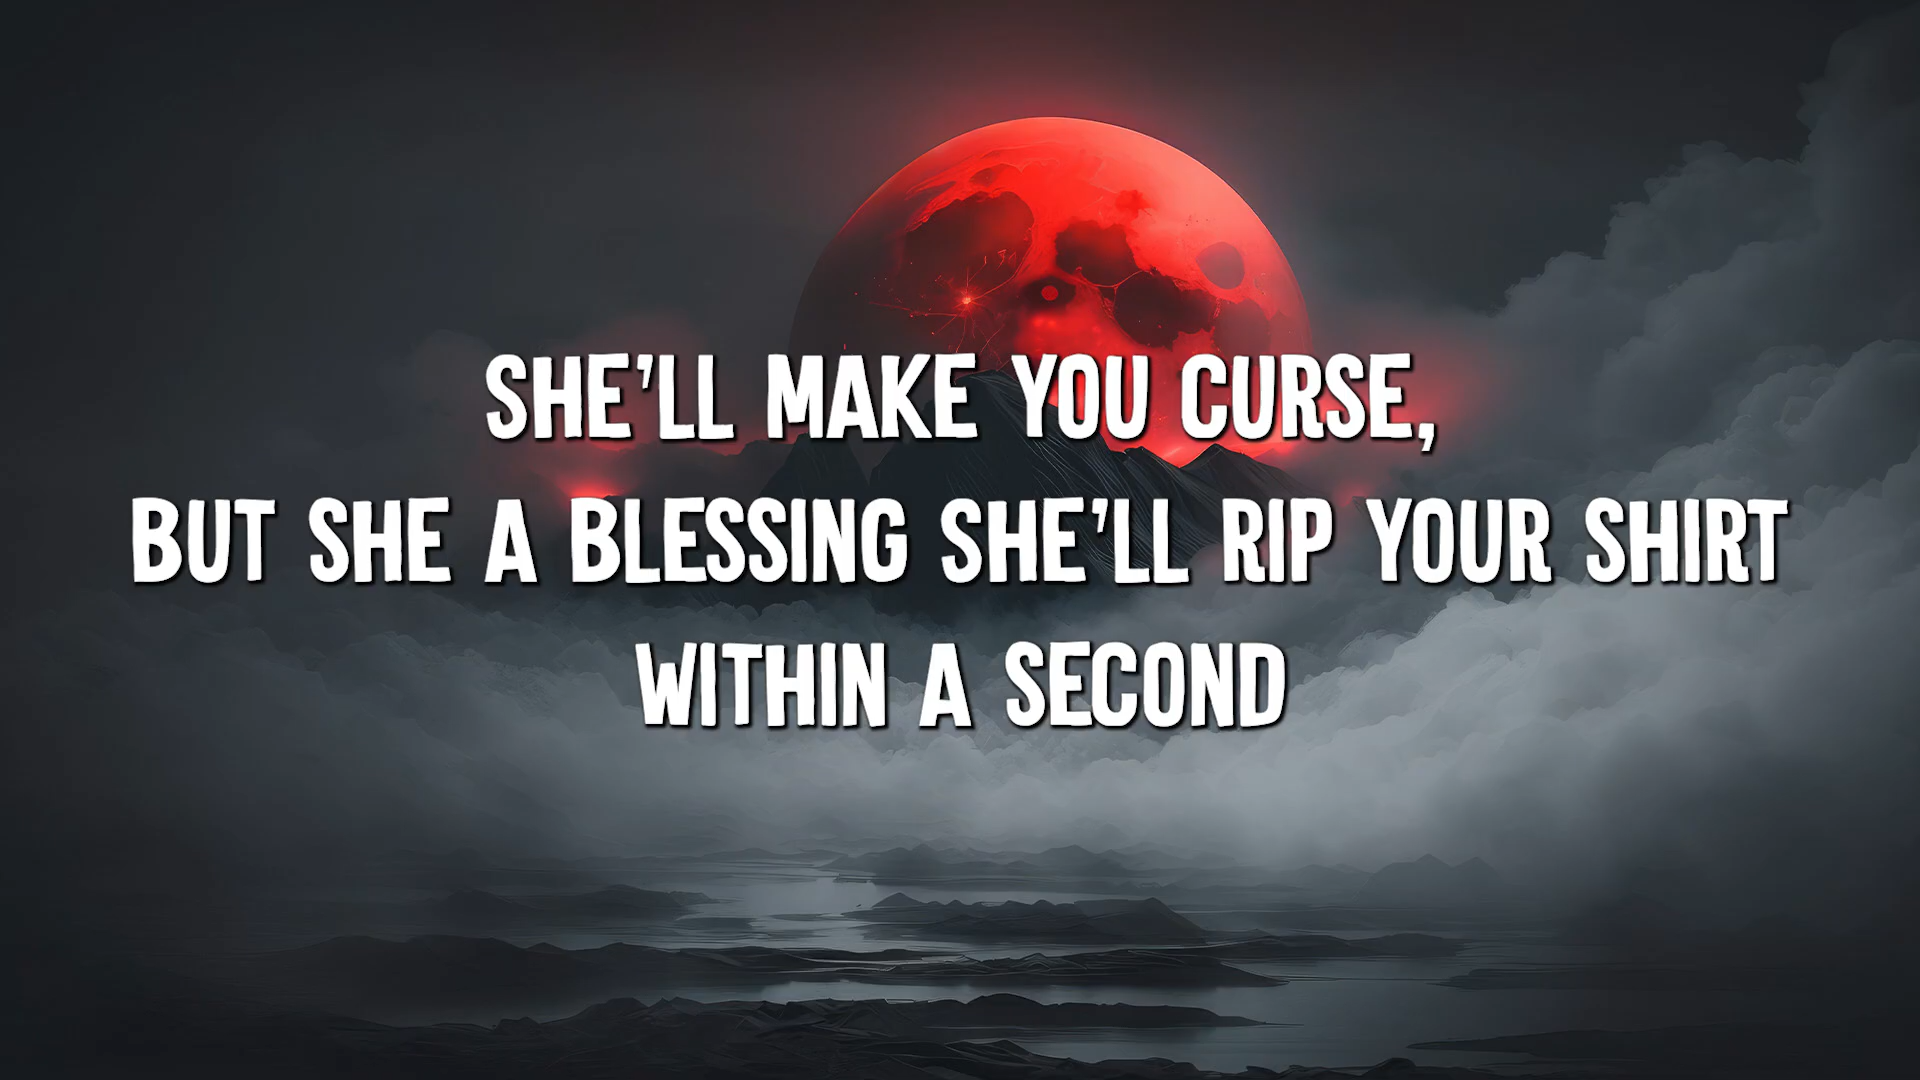 SHE'LL MAKE YOU CURSE,
BUT SHE A BLESSING SHE'LL RIP YOUR SHIRT
WITHIN A SECOND